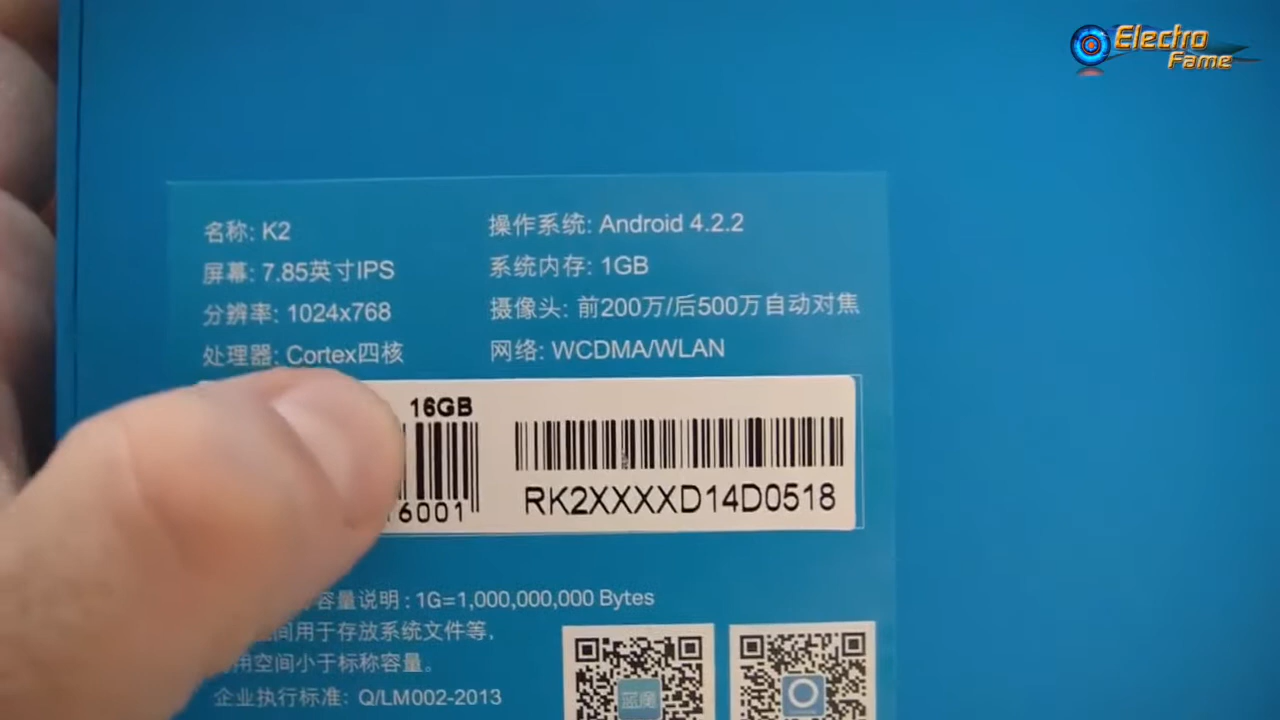 Electro
Fame
名称: K2
操作系统: Android 4.2.2
屏幕: 7.85英寸IPS
系统内存: 1GB
分辨率: 1024x768
摄像头: 前200万/后500万自动对焦
处理器: Cortex四核
网络: WCDMA/WLAN
16GB
6001
RK2XXXXD14D0518
容量说明: 1G=1,000,000,000 Bytes
间用于存放系统文件等,
用空间小于标称容量。
企业执行标准: Q/LM002-2013
蓝魔